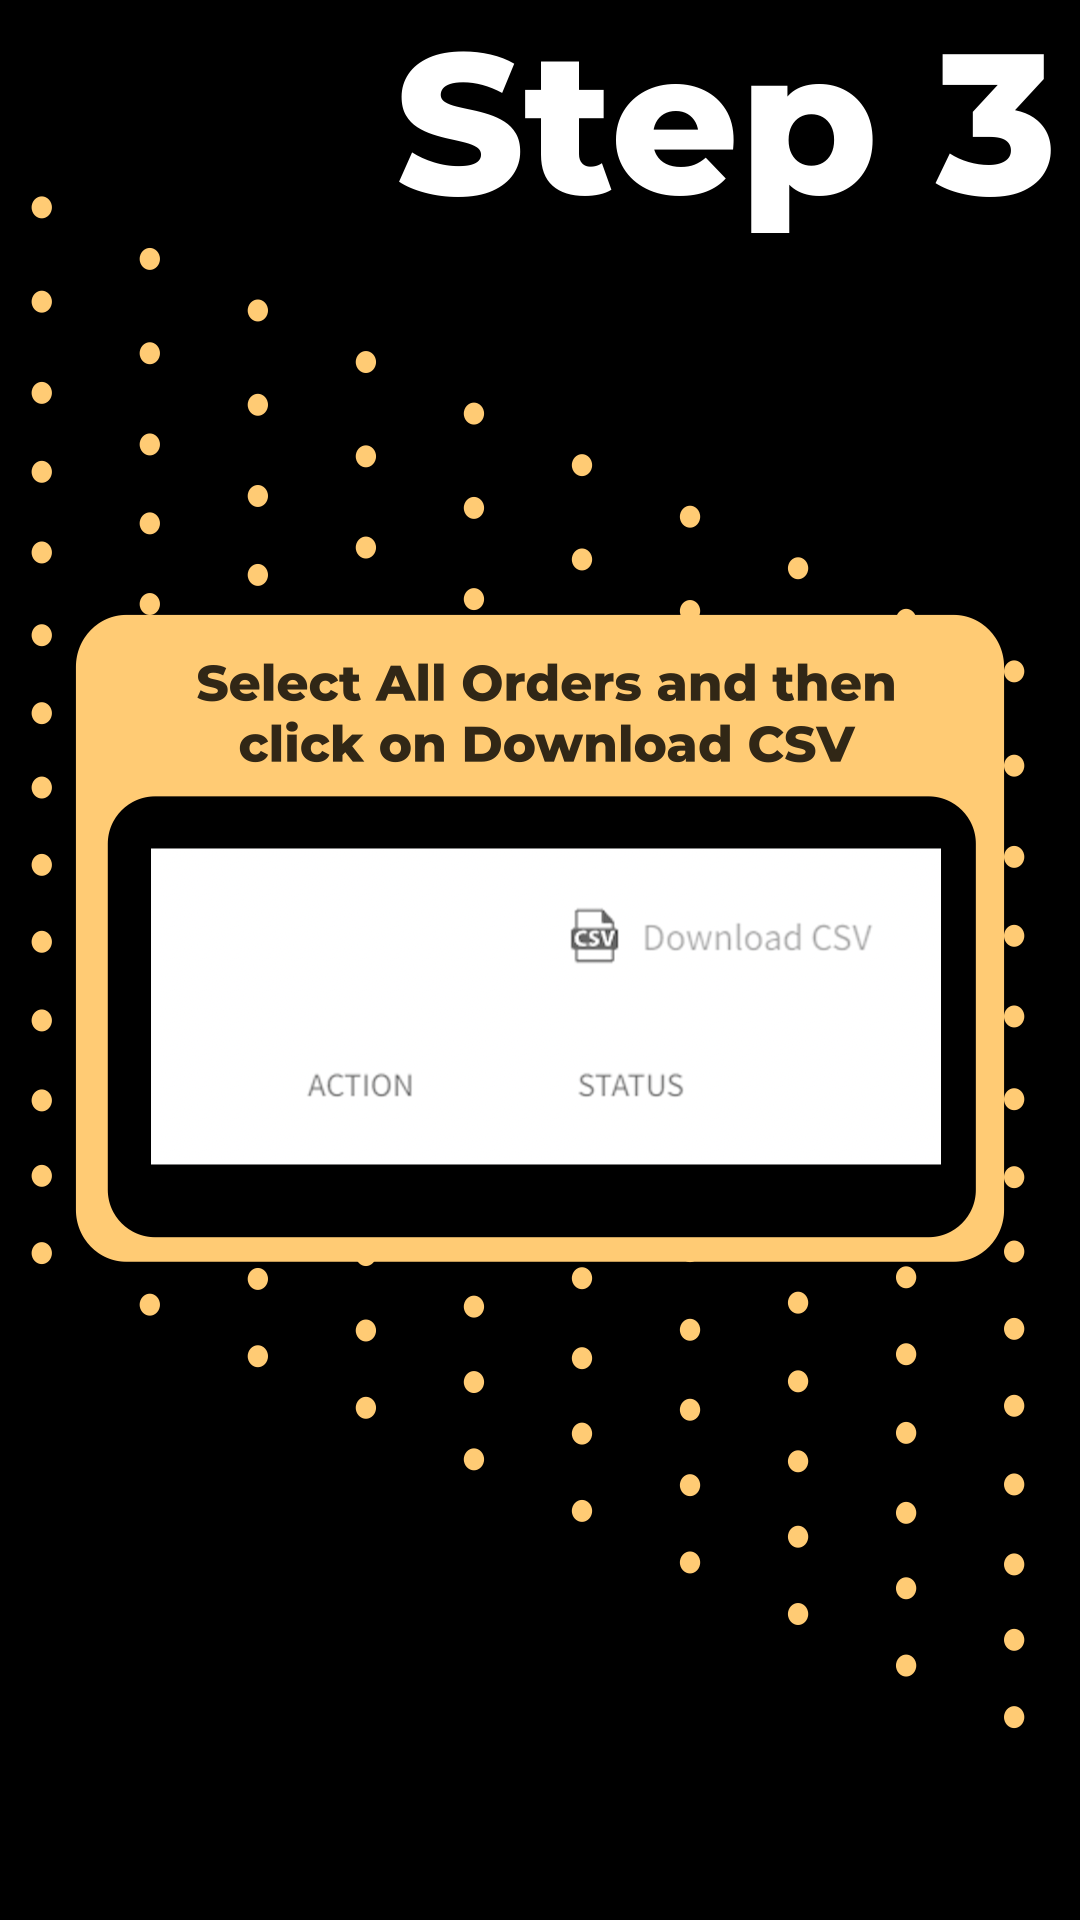 Step 3
Select All Orders and then
click on Download CSV
CSV Download CSV
ACTION STATUS